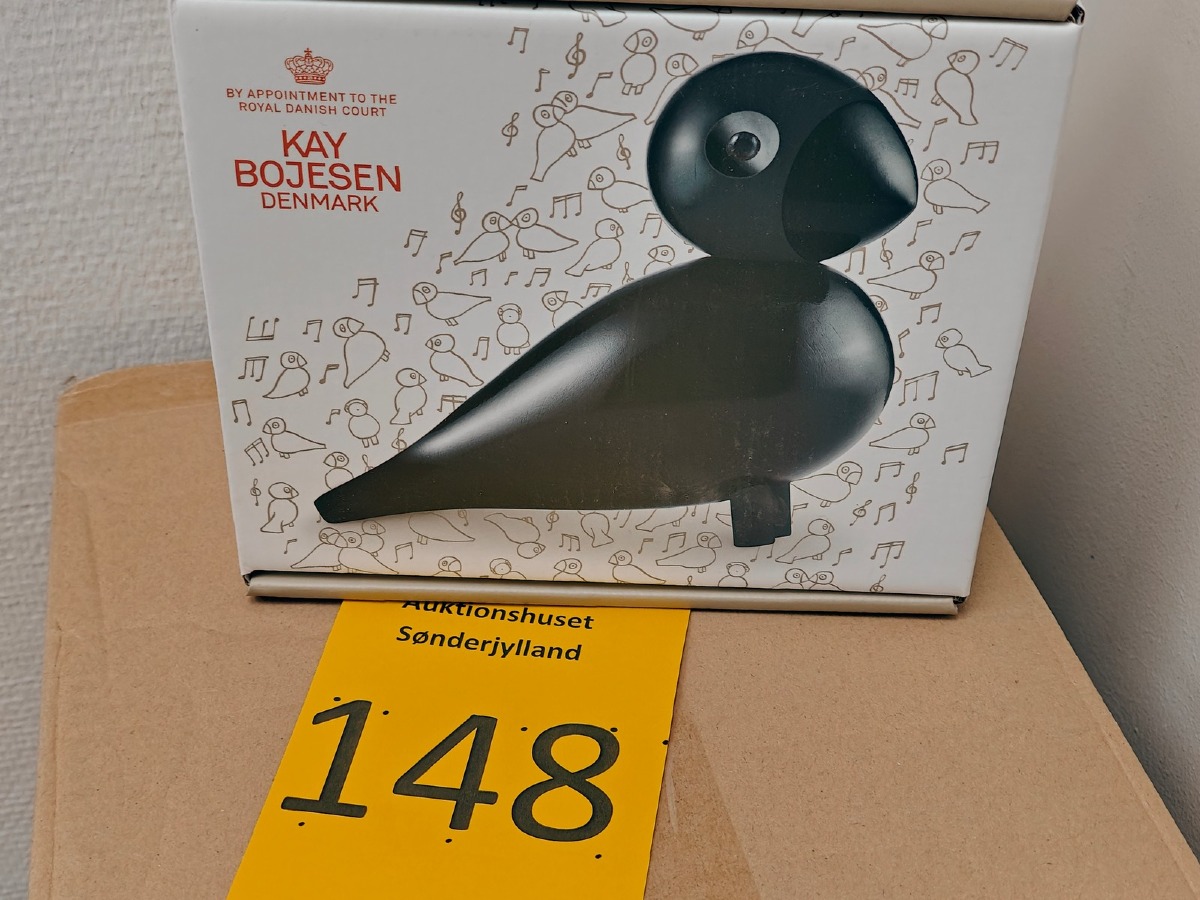 BY APPOINTMENT TO THE
ROYAL DANISH COURT
KAY
BOJESEN
DENMARK
Auktionshuset
Sønderjylland
148